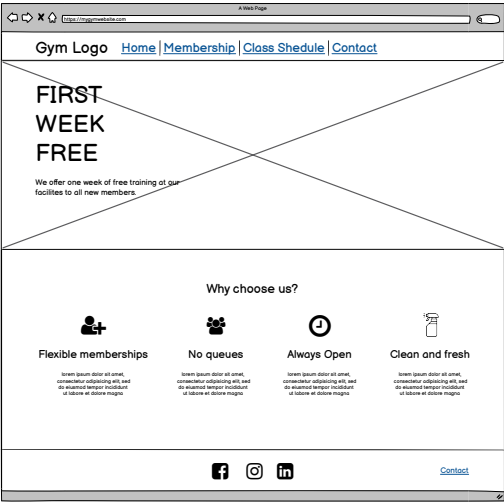 A Web Page
https://mygymwebsite.com
Gym Logo Home Membership Class Shedule Contact
FIRST
WEEK
FREE
We offer one week of free training at our
facilites to all new members.
Why choose us?
Flexible memberships
lorem ipsum dolor sit amet,
consectetur adipisicing elit, sed
do eiusmod tempor incididunt
ut labore et dolore magna
No queues
lorem ipsum dolor sit amet,
consectetur adipisicing elit, sed
do eiusmod tempor incididunt
ut labore et dolore magna
Always Open
lorem ipsum dolor sit amet,
consectetur adipisicing elit, sed
do eiusmod tempor incididunt
ut labore et dolore magna
Clean and fresh
lorem ipsum dolor sit amet,
consectetur adipisicing elit, sed
do eiusmod tempor incididunt
ut labore et dolore magna
Contact